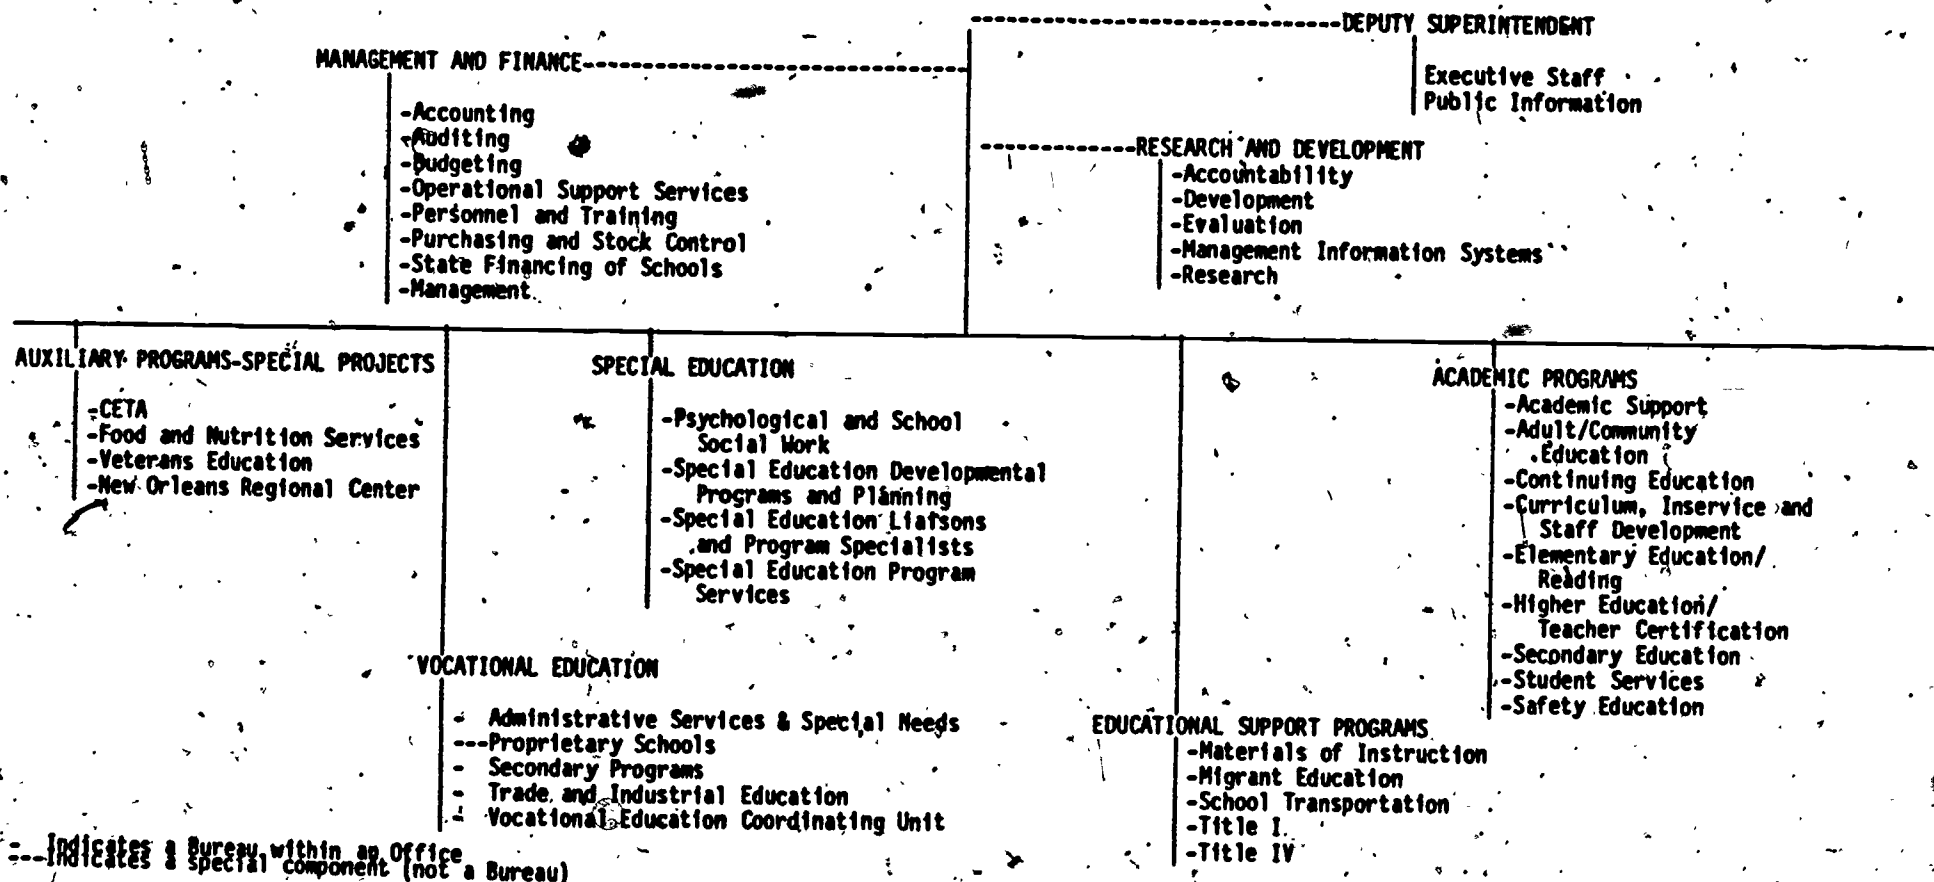 DEPUTY SUPERINTENDENT
Executive Staff
Public Information
MANAGEMENT AND FINANCE
-Accounting
-Auditing
-Budgeting
-Operational Support Services
-Personnel and Training
-Purchasing and Stock Control
-State Financing of Schools
-Management
RESEARCH AND DEVELOPMENT
-Accountability
-Development
-Evaluation
-Management Information Systems
-Research
AUXILIARY PROGRAMS-SPECIAL PROJECTS
-CETA
-Food and Nutrition Services
-Veterans Education
-New Orleans Regional Center
SPECIAL EDUCATION
-Psychological and School
Social Work
-Special Education Developmental
Programs and Planning
-Special Education Liaisons
and Program Specialists
-Special Education Program
Services
ACADEMIC PROGRAMS
-Academic Support
-Adult/Community
Education
-Continuing Education
-Curriculum, Inservice and
Staff Development
-Elementary Education/
Reading
-Higher Education/
Teacher Certification
-Secondary Education
-Student Services
-Safety Education
VOCATIONAL EDUCATION
- Administrative Services & Special Needs
---Proprietary Schools
- Secondary Programs
- Trade and Industrial Education
- Vocational Education Coordinating Unit
EDUCATIONAL SUPPORT PROGRAMS
-Materials of Instruction
-Migrant Education
-School Transportation
-Title I
-Title IV
- Indicates a Bureau within an Office
---Indicates a special component (not a Bureau)